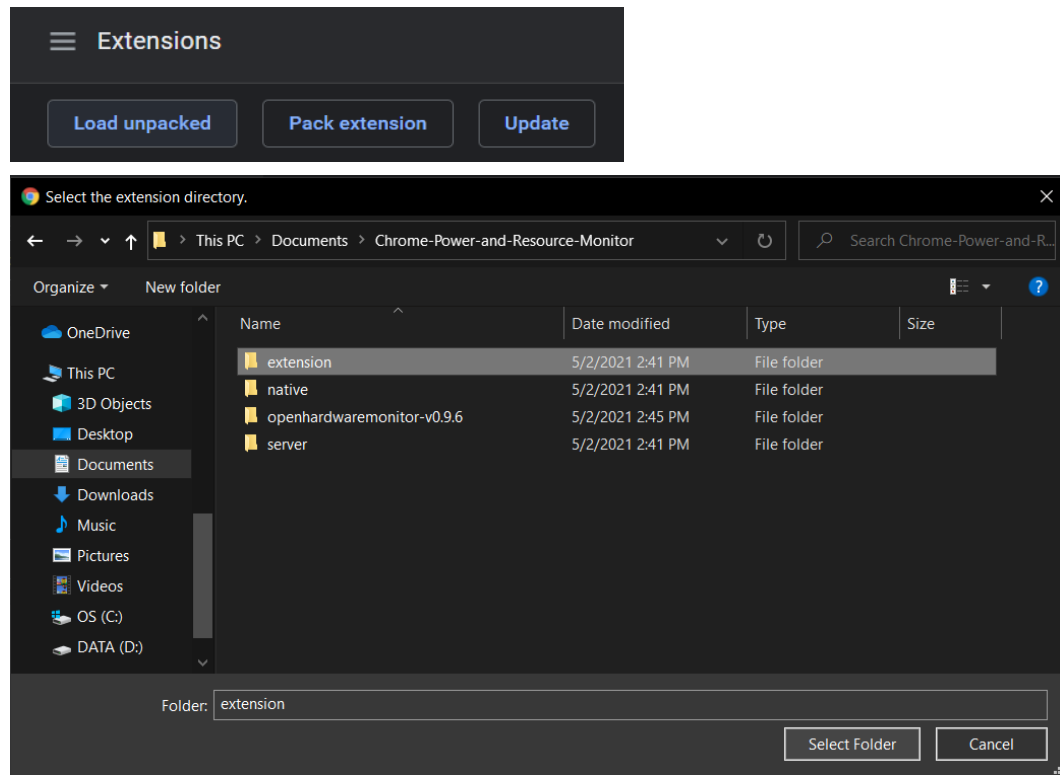 Extensions
Load unpacked Pack extension Update
Select the extension directory.
This PC > Documents > Chrome-Power-and-Resource-Monitor Search Chrome-Power-and-R...
Organize New folder
Name Date modified Type Size
OneDrive
This PC
3D Objects
Desktop
Documents
Downloads
Music
Pictures
Videos
OS (C:)
DATA (D:)
extension 5/2/2021 2:41 PM File folder
native 5/2/2021 2:41 PM File folder
openhardwaremonitor-v0.9.6 5/2/2021 2:45 PM File folder
server 5/2/2021 2:41 PM File folder
Folder: extension
Select Folder Cancel